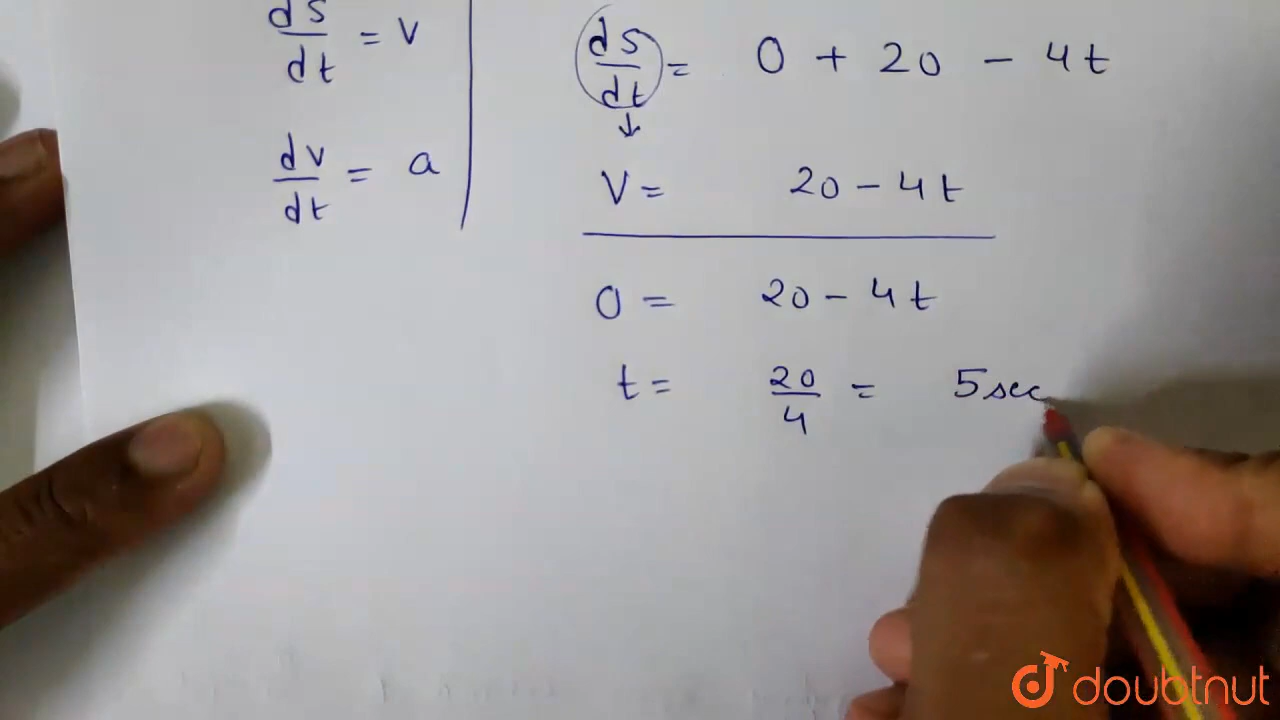 ds/dt = v
dv/dt = a
ds/dt = 0 + 20 - 4t
↓
V = 20 - 4t
0 = 20 - 4t
t = 20/4 = 5sec
doubtnut